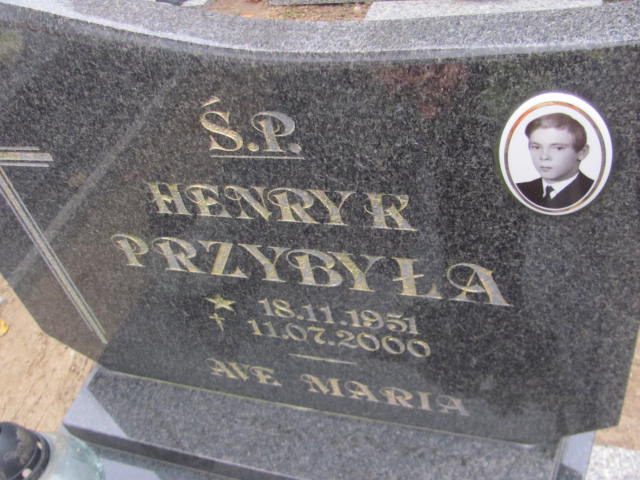 Ś.P.
HENRYK
PRZYBYŁA
★ 18.11.1951
† 11.07.2000
AVE MARIA